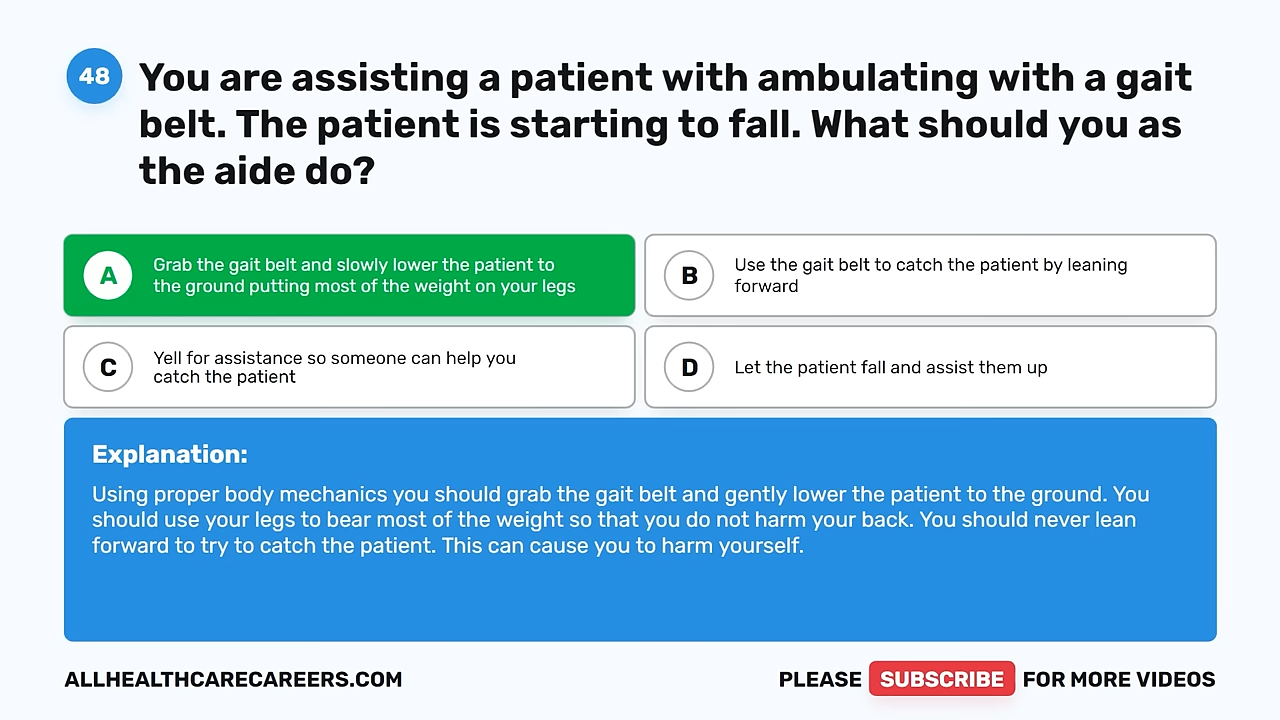 48
You are assisting a patient with ambulating with a gait
belt. The patient is starting to fall. What should you as
the aide do?
A
Grab the gait belt and slowly lower the patient to
the ground putting most of the weight on your legs
B
Use the gait belt to catch the patient by leaning
forward
C
Yell for assistance so someone can help you
catch the patient
D
Let the patient fall and assist them up
Explanation:
Using proper body mechanics you should grab the gait belt and gently lower the patient to the ground. You
should use your legs to bear most of the weight so that you do not harm your back. You should never lean
forward to try to catch the patient. This can cause you to harm yourself.
ALLHEALTHCARECAREERS.COM
PLEASE SUBSCRIBE FOR MORE VIDEOS